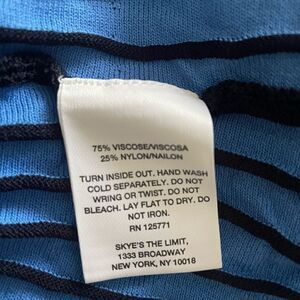 75% VISCOSE/VISCOSA
25% NYLON/NAILON
TURN INSIDE OUT. HAND WASH
COLD SEPARATELY. DO NOT
WRING OR TWIST. DO NOT
BLEACH. LAY FLAT TO DRY. DO
NOT IRON.
RN 125771
SKYE'S THE LIMIT,
1333 BROADWAY
NEW YORK, NY 10018